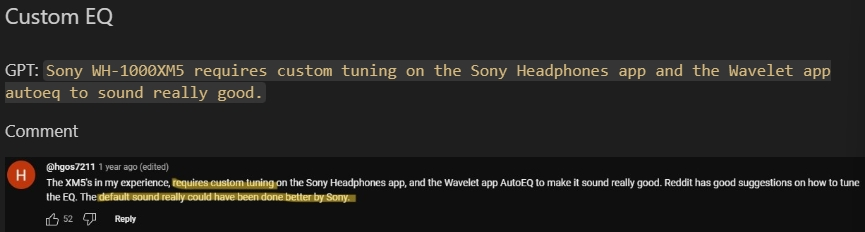 Custom EQ
GPT: Sony WH-1000XM5 requires custom tuning on the Sony Headphones app and the Wavelet app
autoeq to sound really good.
Comment
H
@hgos7211 1 year ago (edited)
The XM5's in my experience, requires custom tuning on the Sony Headphones app, and the Wavelet app AutoEQ to make it sound really good. Reddit has good suggestions on how to tune
the EQ. The default sound really could have been done better by Sony.
52 Reply